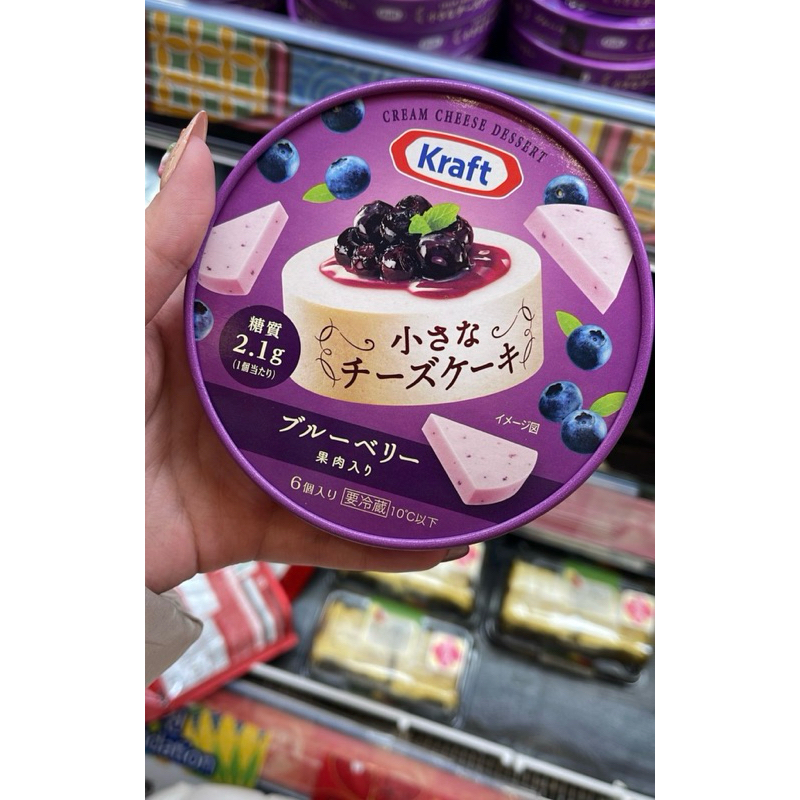 CREAM CHEESE DESSERT
Kraft
小さな
チーズケーキ
糖質
2.1g
(1個当たり)
イメージ図
ブルーベリー
果肉入り
6個入り 要冷蔵 10℃以下